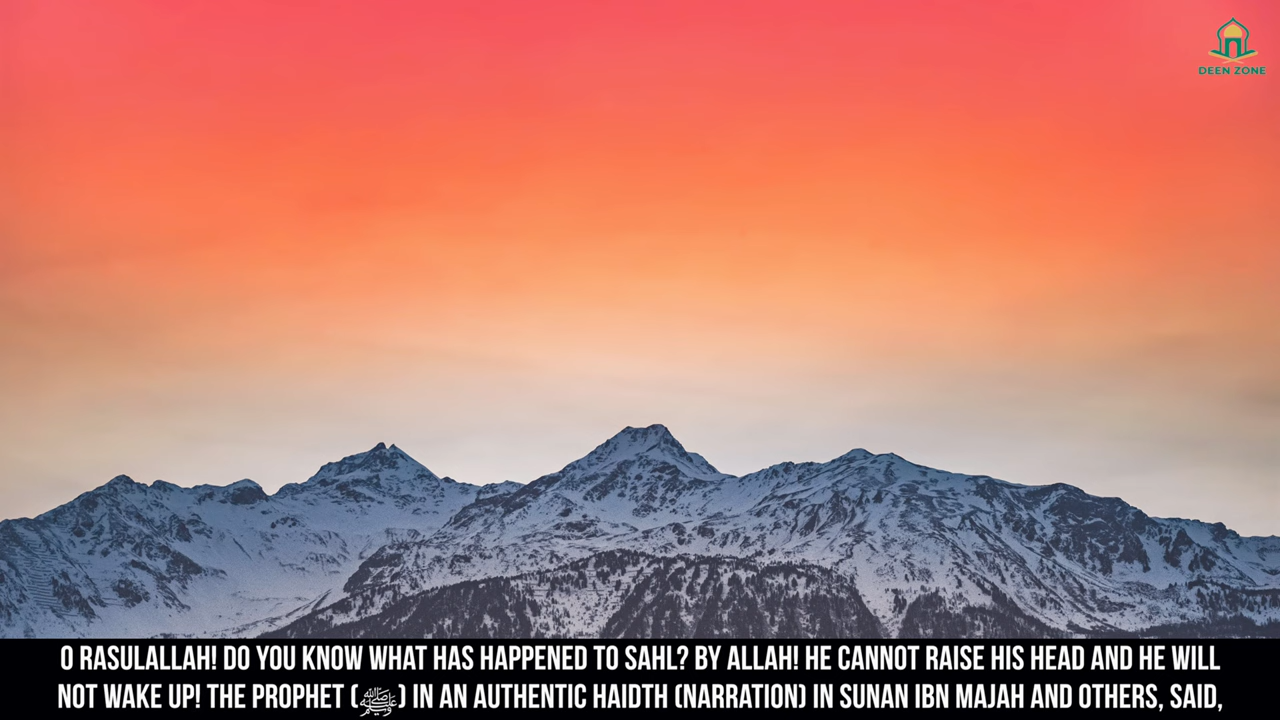 DEEN ZONE
O RASULALLAH! DO YOU KNOW WHAT HAS HAPPENED TO SAHL? BY ALLAH! HE CANNOT RAISE HIS HEAD AND HE WILL
NOT WAKE UP! THE PROPHET (ﷺ) IN AN AUTHENTIC HAIDTH (NARRATION) IN SUNAN IBN MAJAH AND OTHERS, SAID,